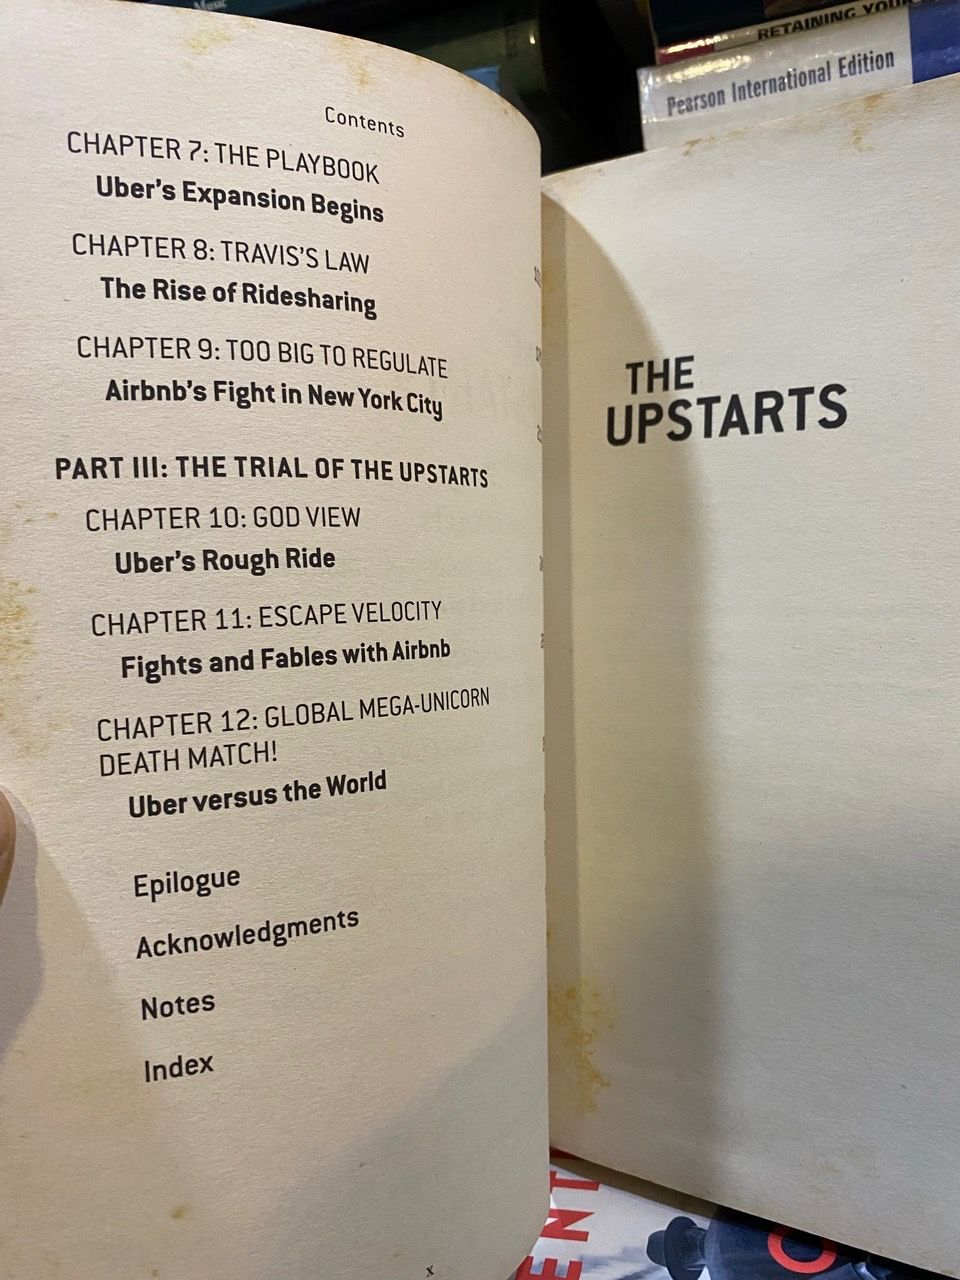 Music
RETAINING YOUR
Pearson International Edition
Contents
CHAPTER 7: THE PLAYBOOK
Uber's Expansion Begins
CHAPTER 8: TRAVIS'S LAW
The Rise of Ridesharing
CHAPTER 9: TOO BIG TO REGULATE
Airbnb's Fight in New York City
PART III: THE TRIAL OF THE UPSTARTS
CHAPTER 10: GOD VIEW
Uber's Rough Ride
CHAPTER 11: ESCAPE VELOCITY
Fights and Fables with Airbnb
CHAPTER 12: GLOBAL MEGA-UNICORN
DEATH MATCH!
Uber versus the World
Epilogue
Acknowledgments
Notes
Index
x
THE
UPSTARTS